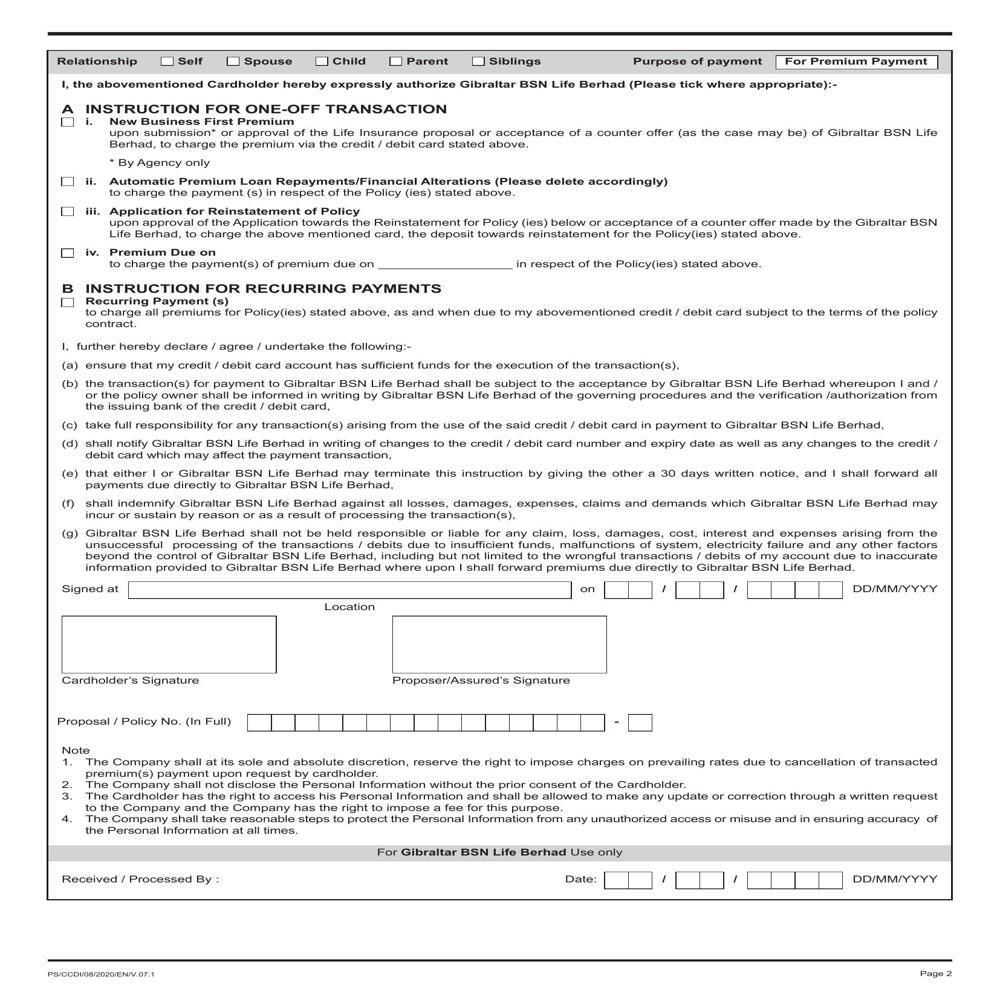 Relationship Self Spouse Child Parent Siblings Purpose of payment For Premium Payment
I, the abovementioned Cardholder hereby expressly authorize Gibraltar BSN Life Berhad (Please tick where appropriate):-
A INSTRUCTION FOR ONE-OFF TRANSACTION
i. New Business First Premium
upon submission* or approval of the Life Insurance proposal or acceptance of a counter offer (as the case may be) of Gibraltar BSN Life
Berhad, to charge the premium via the credit / debit card stated above.
* By Agency only
ii. Automatic Premium Loan Repayments/Financial Alterations (Please delete accordingly)
to charge the payment (s) in respect of the Policy (ies) stated above.
iii. Application for Reinstatement of Policy
upon approval of the Application towards the Reinstatement for Policy (ies) below or acceptance of a counter offer made by the Gibraltar BSN
Life Berhad, to charge the above mentioned card, the deposit towards reinstatement for the Policy(ies) stated above.
iv. Premium Due on
to charge the payment(s) of premium due on ____________________ in respect of the Policy(ies) stated above.
B INSTRUCTION FOR RECURRING PAYMENTS
Recurring Payment (s)
to charge all premiums for Policy(ies) stated above, as and when due to my abovementioned credit / debit card subject to the terms of the policy
contract.
I, further hereby declare / agree / undertake the following:-
(a) ensure that my credit / debit card account has sufficient funds for the execution of the transaction(s),
(b) the transaction(s) for payment to Gibraltar BSN Life Berhad shall be subject to the acceptance by Gibraltar BSN Life Berhad whereupon I and /
or the policy owner shall be informed in writing by Gibraltar BSN Life Berhad of the governing procedures and the verification /authorization from
the issuing bank of the credit / debit card,
(c) take full responsibility for any transaction(s) arising from the use of the said credit / debit card in payment to Gibraltar BSN Life Berhad,
(d) shall notify Gibraltar BSN Life Berhad in writing of changes to the credit / debit card number and expiry date as well as any changes to the credit /
debit card which may affect the payment transaction,
(e) that either I or Gibraltar BSN Life Berhad may terminate this instruction by giving the other a 30 days written notice, and I shall forward all
payments due directly to Gibraltar BSN Life Berhad,
(f) shall indemnify Gibraltar BSN Life Berhad against all losses, damages, expenses, claims and demands which Gibraltar BSN Life Berhad may
incur or sustain by reason or as a result of processing the transaction(s),
(g) Gibraltar BSN Life Berhad shall not be held responsible or liable for any claim, loss, damages, cost, interest and expenses arising from the
unsuccessful processing of the transactions / debits due to insufficient funds, malfunctions of system, electricity failure and any other factors
beyond the control of Gibraltar BSN Life Berhad, including but not limited to the wrongful transactions / debits of my account due to inaccurate
information provided to Gibraltar BSN Life Berhad where upon I shall forward premiums due directly to Gibraltar BSN Life Berhad.
Signed at on / / DD/MM/YYYY
Location
Cardholder's Signature Proposer/Assured's Signature
Proposal / Policy No. (In Full) -
Note
1. The Company shall at its sole and absolute discretion, reserve the right to impose charges on prevailing rates due to cancellation of transacted
premium(s) payment upon request by cardholder.
2. The Company shall not disclose the Personal Information without the prior consent of the Cardholder.
3. The Cardholder has the right to access his Personal Information and shall be allowed to make any update or correction through a written request
to the Company and the Company has the right to impose a fee for this purpose.
4. The Company shall take reasonable steps to protect the Personal Information from any unauthorized access or misuse and in ensuring accuracy of
the Personal Information at all times.
For Gibraltar BSN Life Berhad Use only
Received / Processed By : Date: / / DD/MM/YYYY
PS/CCDI/08/2020/EN/V.07.1 Page 2